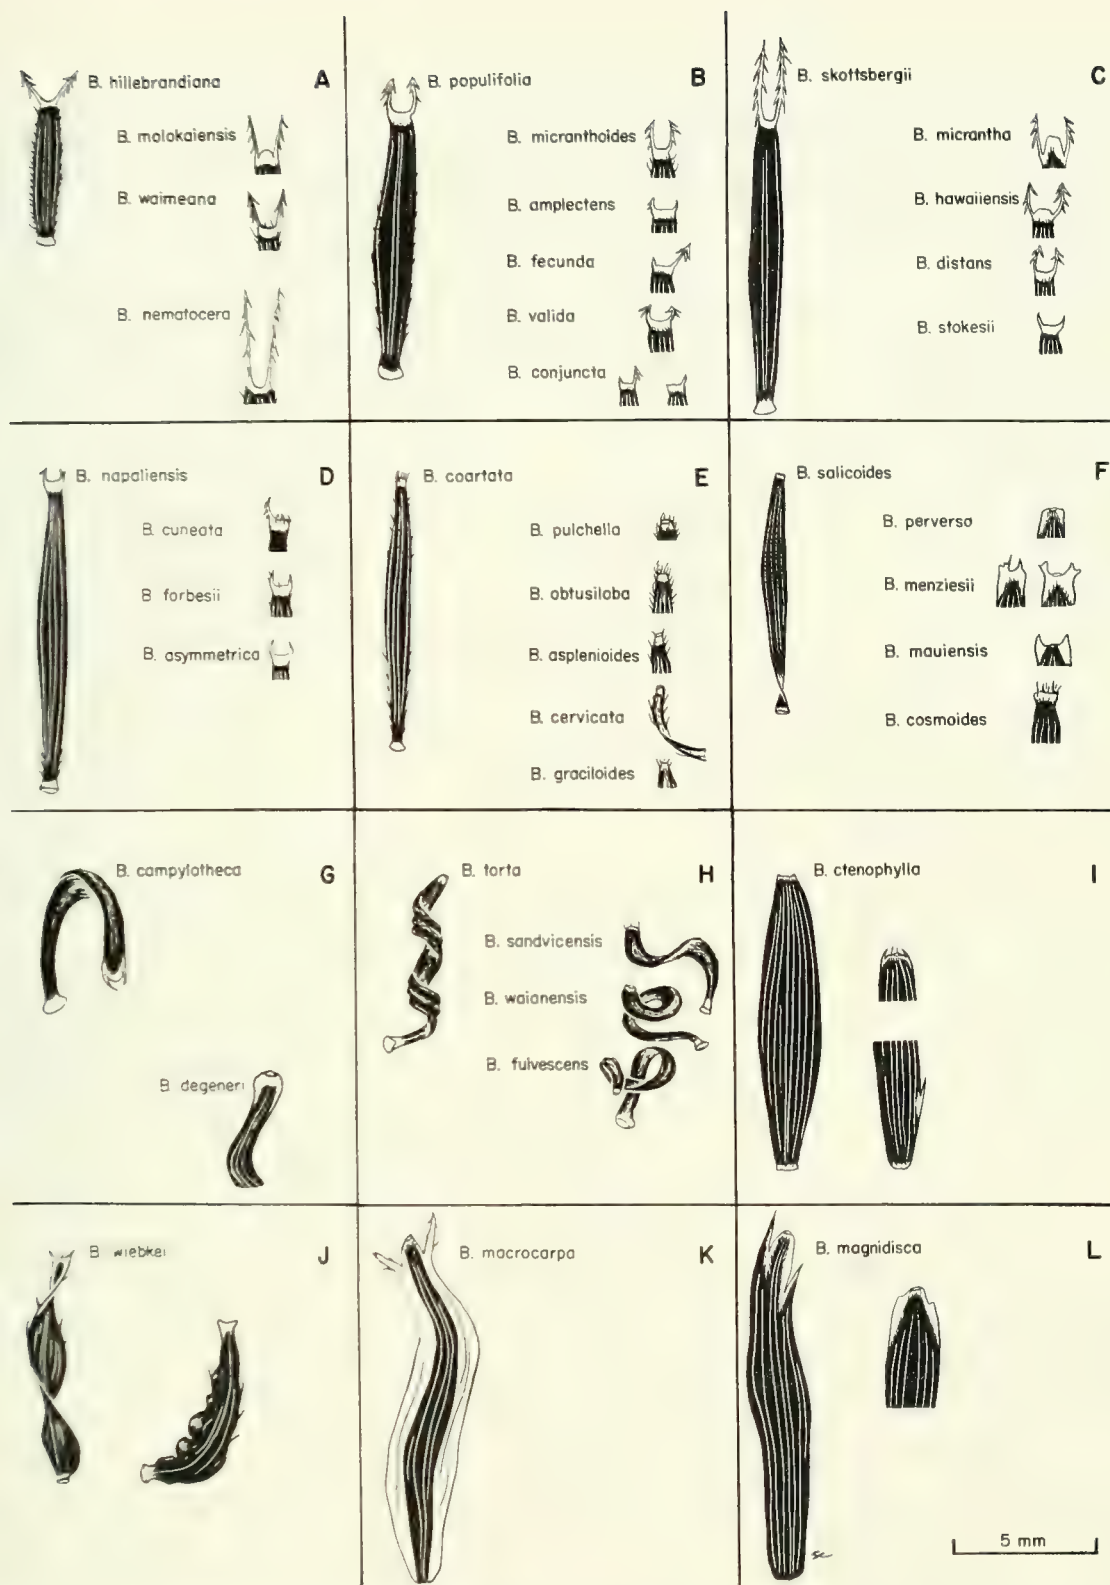 B. hillebrandiana A
B. molokaiensis
B. waimeana
B. nematocera
B. populifolia B
B. micranthoides
B. amplectens
B. fecunda
B. valida
B. conjuncta
B. skottsbergii C
B. micrantha
B. hawaiiensis
B. distans
B. stokesii
B. napaliensis D
B. cuneata
B forbesii
B. asymmetrica
B. coartata E
B. pulchella
B. obtusiloba
B. asplenioides
B. cervicata
B. graciloides
B. salicoides F
B. perversa
B. menziesii
B. mauiensis
B. cosmoides
B. campylotheca G
B. degeneri
B. torta H
B. sandvicensis
B. waianensis
B. fulvescens
B. ctenophylla I
B wiebkei J
B. macrocarpa K
B. magnidisca L
5 mm